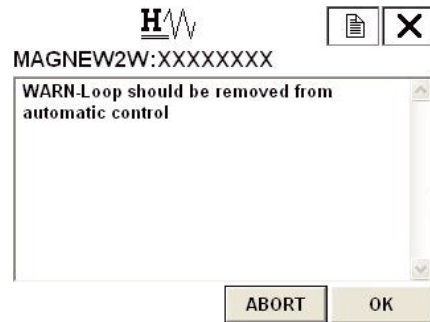 H
MAGNEW2W:XXXXXXXX
WARN-Loop should be removed from
automatic control
ABORT
OK